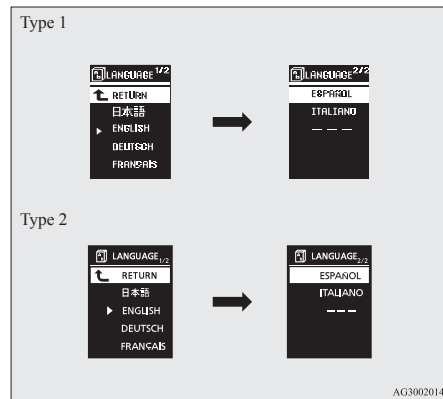 Type 1
LANGUAGE 1/2
RETURN
日本語
ENGLISH
DEUTSCH
FRANÇAIS
LANGUAGE 2/2
ESPAÑOL
ITALIANO
– – –
Type 2
LANGUAGE 1/2
RETURN
日本語
ENGLISH
DEUTSCH
FRANÇAIS
LANGUAGE 2/2
ESPAÑOL
ITALIANO
– – –
AG3002014